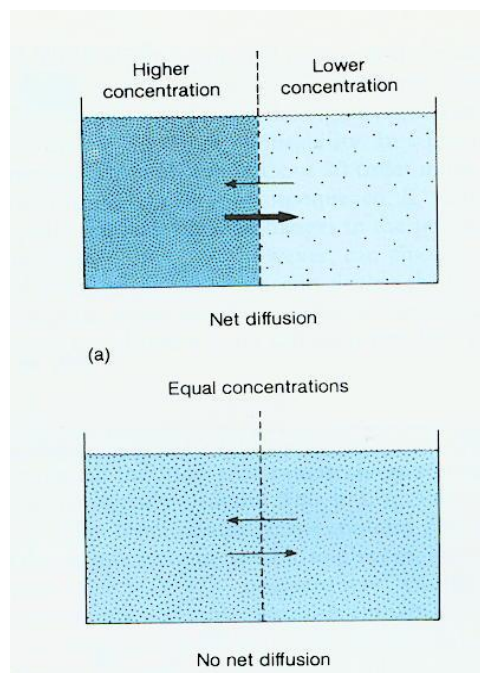 Higher
concentration
Lower
concentration
Net diffusion
(a)
Equal concentrations
No net diffusion